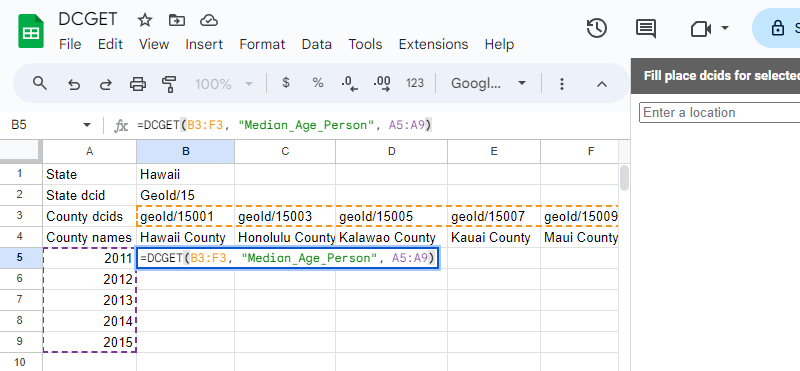 DCGET
File Edit View Insert Format Data Tools Extensions Help
100% $ % .0 .00 123 Googl...
Fill place dcids for selected
Enter a location
B5 fx =DCGET(B3:F3, "Median_Age_Person", A5:A9)
A B C D E F
1 State Hawaii
2 State dcid GeoId/15
3 County dcids geoId/15001 geoId/15003 geoId/15005 geoId/15007 geoId/15009
4 County names Hawaii County Honolulu County Kalawao County Kauai County Maui County
5 2011 =DCGET(B3:F3, "Median_Age_Person", A5:A9)
6 2012
7 2013
8 2014
9 2015
10